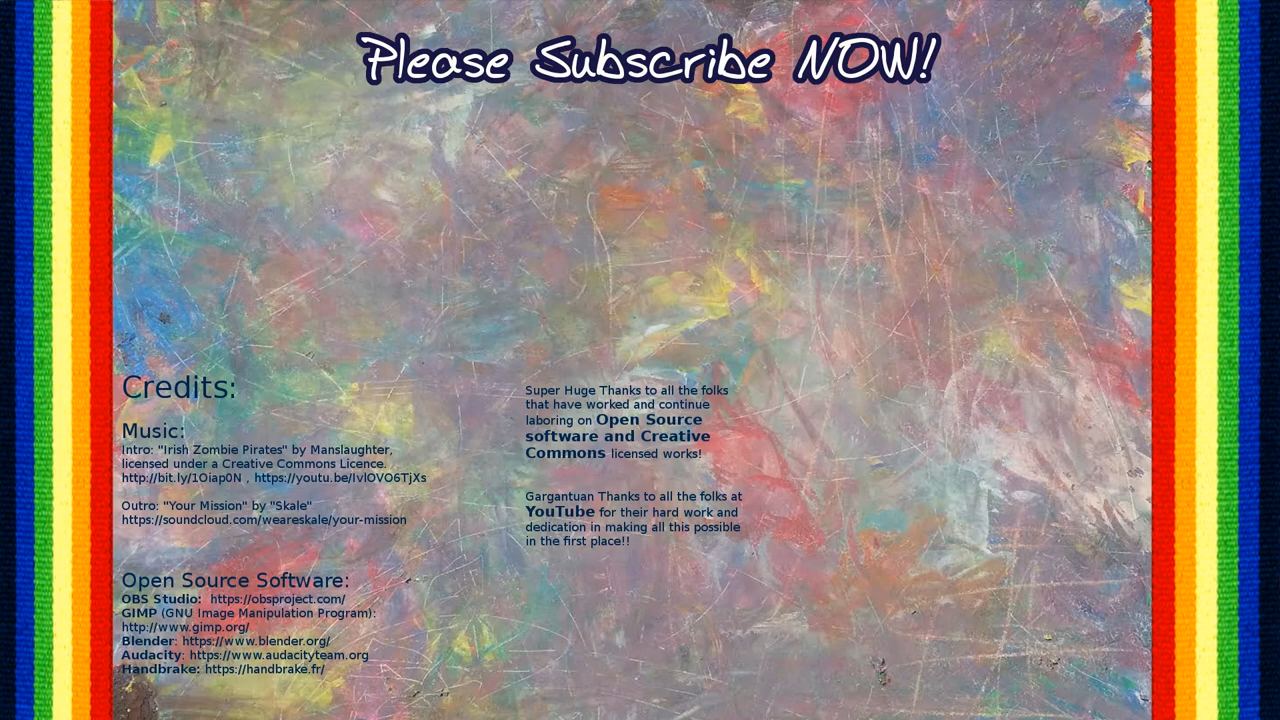 Please Subscribe NOW!
Credits:
Music:
Intro: "Irish Zombie Pirates" by Manslaughter,
licensed under a Creative Commons Licence.
http://bit.ly/1Oiap0N , https://youtu.be/IvlOVO6TjXs
Outro: "Your Mission" by "Skale"
https://soundcloud.com/weareskale/your-mission
Open Source Software:
OBS Studio:  https://obsproject.com/
GIMP (GNU Image Manipulation Program):
http://www.gimp.org/
Blender: https://www.blender.org/
Audacity: https://www.audacityteam.org
Handbrake: https://handbrake.fr/
Super Huge Thanks to all the folks
that have worked and continue
laboring on Open Source
software and Creative
Commons licensed works!
Gargantuan Thanks to all the folks at
YouTube for their hard work and
dedication in making all this possible
in the first place!!